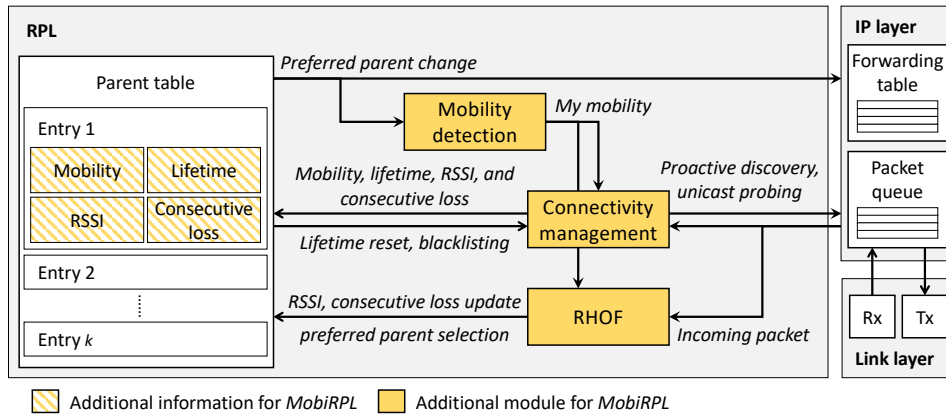 RPL
Parent table
Entry 1
Mobility
Lifetime
RSSI
Consecutive
loss
Entry 2
Entry k
Preferred parent change
Mobility
detection
My mobility
Mobility, lifetime, RSSI, and
consecutive loss
Lifetime reset, blacklisting
Connectivity
management
Proactive discovery,
unicast probing
RSSI, consecutive loss update
preferred parent selection
RHOF
Incoming packet
IP layer
Forwarding
table
Packet
queue
Rx
Tx
Link layer
Additional information for MobiRPL
Additional module for MobiRPL